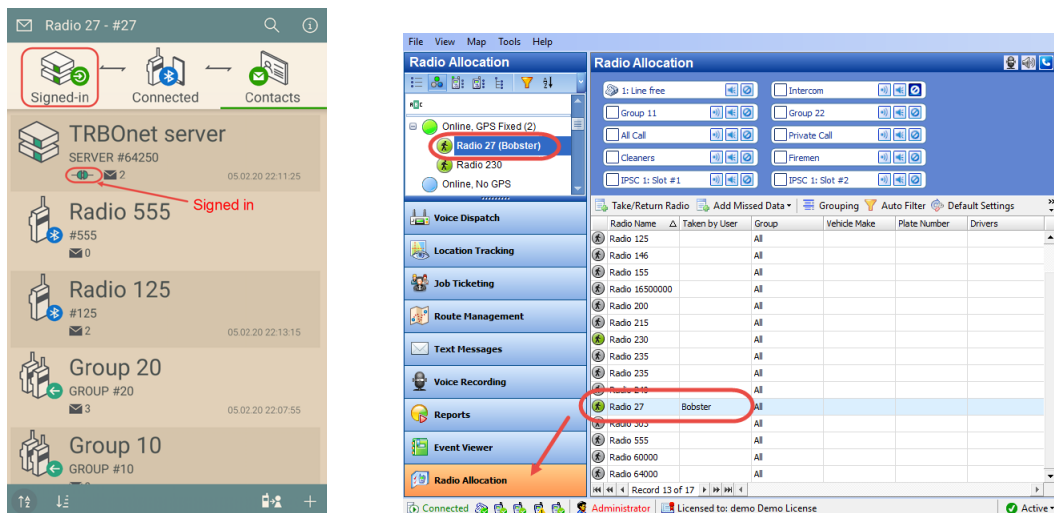 Radio 27 - #27
Signed-in
Connected
Contacts
TRBOnet server
SERVER #64250
2
05.02.20 22:11:25
Signed in
Radio 555
#555
0
Radio 125
#125
2
05.02.20 22:13:15
Group 20
GROUP #20
3
05.02.20 22:07:55
Group 10
GROUP #10
File View Map Tools Help
Radio Allocation
Online, GPS Fixed (2)
Radio 27 (Bobster)
Radio 230
Online, No GPS
Voice Dispatch
Location Tracking
Job Ticketing
Route Management
Text Messages
Voice Recording
Reports
Event Viewer
Radio Allocation
Radio Allocation
1: Line free
Intercom
Group 11
Group 22
All Call
Private Call
Cleaners
Firemen
IPSC 1: Slot #1
IPSC 1: Slot #2
Take/Return Radio Add Missed Data Grouping Auto Filter Default Settings
Radio Name Taken by User Group Vehicle Make Plate Number Drivers
Radio 125 All
Radio 146 All
Radio 155 All
Radio 16500000 All
Radio 200 All
Radio 215 All
Radio 230 All
Radio 235 All
Radio 235 All
Radio 245 All
Radio 27 Bobster All
Radio 303 All
Radio 555 All
Radio 60000 All
Radio 64000 All
Record 13 of 17
Connected Administrator Licensed to: demo Demo License Active